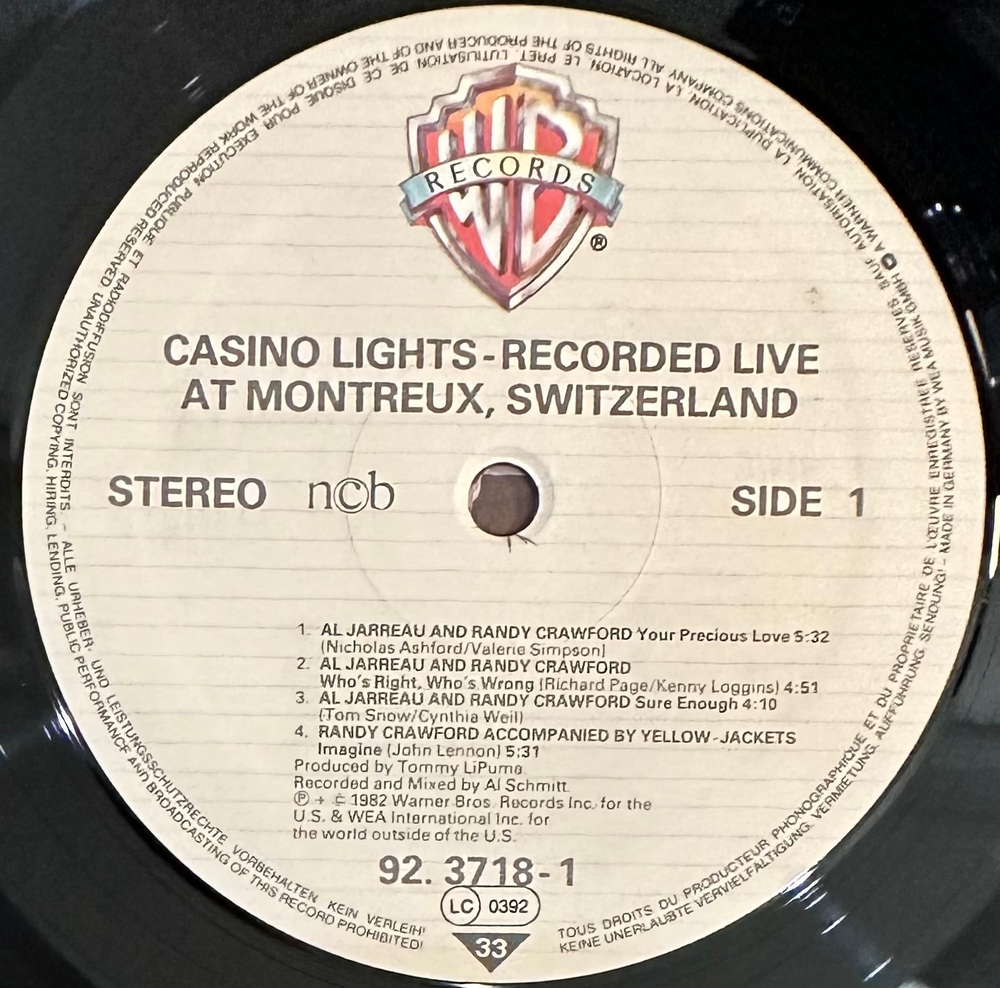 WB
RECORDS
®
CASINO LIGHTS-RECORDED LIVE
AT MONTREUX, SWITZERLAND
STEREO n©b SIDE 1
1. AL JARREAU AND RANDY CRAWFORD Your Precious Love 5:32
(Nicholas Ashford/Valerie Simpson)
2. AL JARREAU AND RANDY CRAWFORD
Who's Right, Who's Wrong (Richard Page/Kenny Loggins) 4:51
3. AL JARREAU AND RANDY CRAWFORD Sure Enough 4:10
(Tom Snow/Cynthia Weil)
4. RANDY CRAWFORD ACCOMPANIED BY YELLOW-JACKETS
Imagine (John Lennon) 5:31
Produced by Tommy LiPuma
Recorded and Mixed by Al Schmitt
℗ + © 1982 Warner Bros. Records Inc. for the
U.S. & WEA International Inc. for
the world outside of the U.S.
92. 3718-1
LC 0392
33
TOUS DROITS DU PRODUCTEUR PHONOGRAPHIQUE ET DU PROPRIETAIRE DE L'ŒUVRE ENREGISTREE RESERVES SAUF AUTORISATION LA DUPLICATION, LA LOCATION, LE PRET, L'UTILISATION DE CE DISQUE POUR EXECUTION PUBLIQUE ET RADIODIFFUSION SONT INTERDITS. – ALLE URHEBER- UND LEISTUNGSSCHUTZRECHTE VORBEHALTEN KEIN VERLEIH!
KEINE UNERLAUBTE VERVIELFÄLTIGUNG, VERMIETUNG, AUFFÜHRUNG, SENDUNG! – MADE IN GERMANY BY WEA MUSIK GMBH A WARNER COMMUNICATIONS COMPANY ALL RIGHTS OF THE PRODUCER AND OF THE OWNER OF THE WORK REPRODUCED RESERVED UNAUTHORIZED COPYING, HIRING, LENDING, PUBLIC PERFORMANCE AND BROADCASTING OF THIS RECORD PROHIBITED!